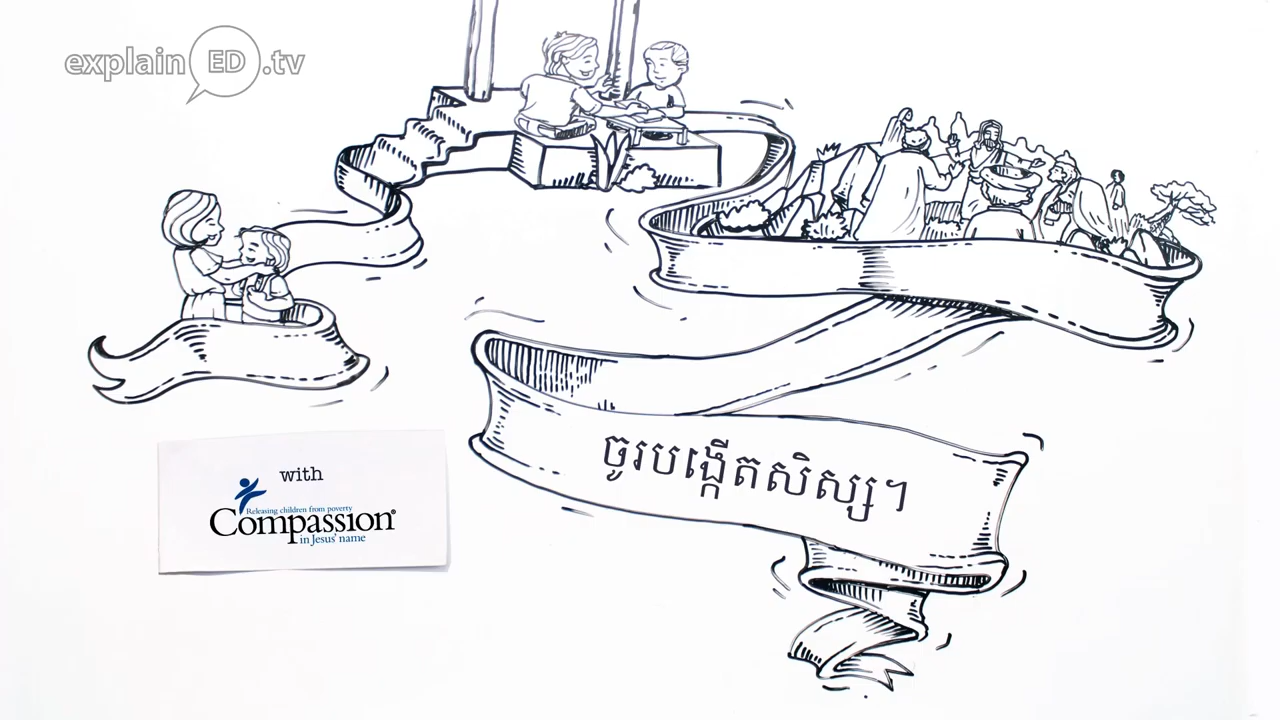 explainED.tv
ចូរបង្កើតសិស្ស។
with
Releasing children from poverty
Compassion®
in Jesus' name